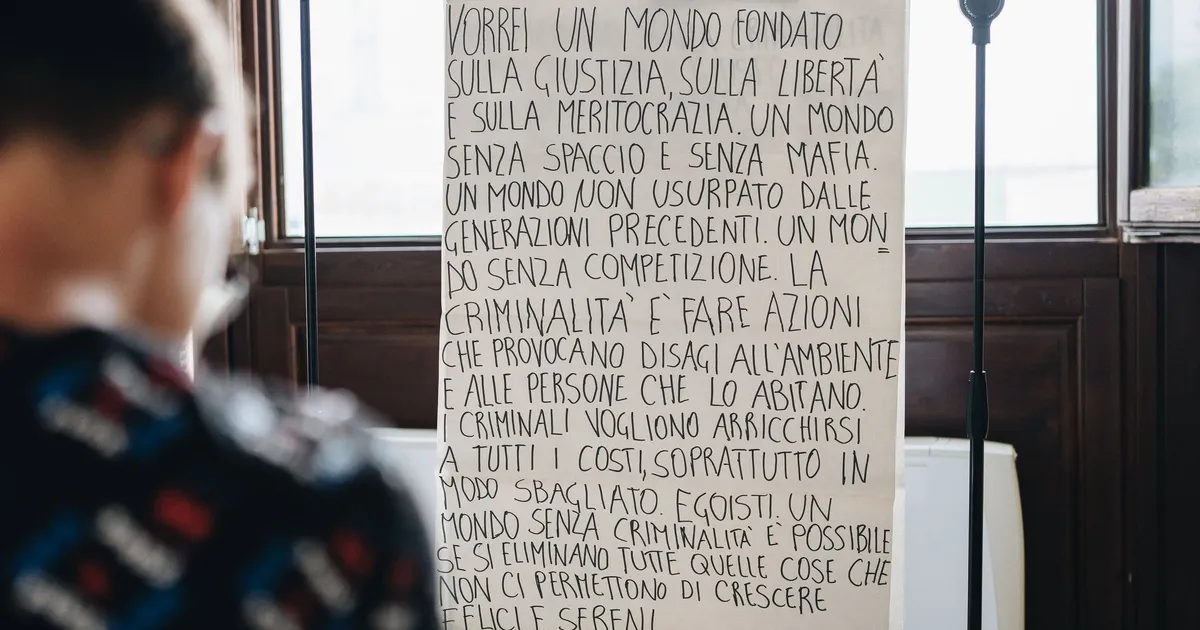 VORREI UN MONDO FONDATO
SULLA GIUSTIZIA, SULLA LIBERTÀ
E SULLA MERITOCRAZIA. UN MONDO
SENZA SPACCIO E SENZA MAFIA.
UN MONDO NON USURPATO DALLE
GENERAZIONI PRECEDENTI. UN MON
DO SENZA COMPETIZIONE. LA
CRIMINALITÀ È FARE AZIONI
CHE PROVOCANO DISAGI ALL'AMBIENTE
E ALLE PERSONE CHE LO ABITANO.
I CRIMINALI VOGLIONO ARRICCHIRSI
A TUTTI I COSTI, SOPRATTUTTO IN
MODO SBAGLIATO. EGOISTI. UN
MONDO SENZA CRIMINALITÀ È POSSIBILE
SE SI ELIMINANO TUTTE QUELLE COSE CHE
NON CI PERMETTONO DI CRESCERE
FELICI E SERENI